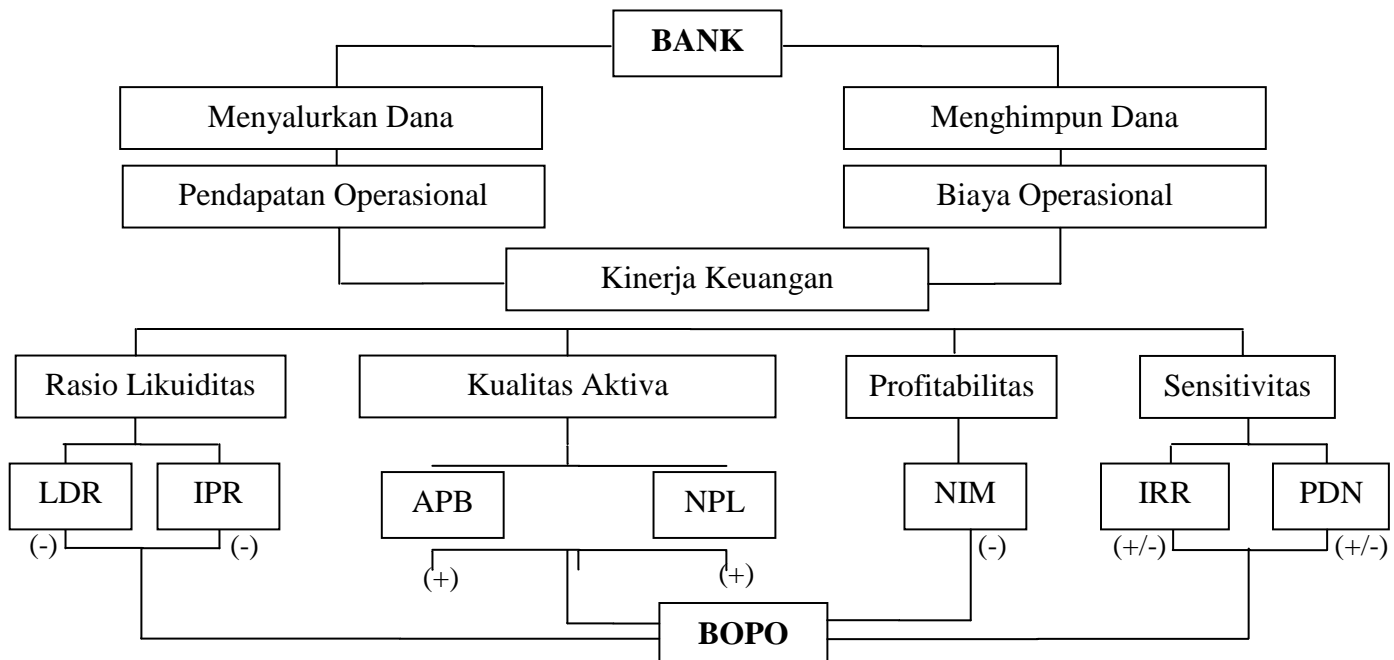 BANK
Menyalurkan Dana
Menghimpun Dana
Pendapatan Operasional
Biaya Operasional
Kinerja Keuangan
Rasio Likuiditas
Kualitas Aktiva
Profitabilitas
Sensitivitas
LDR
IPR
APB
NPL
NIM
IRR
PDN
(-)
(-)
(+)
(+)
(-)
(+/-)
(+/-)
BOPO